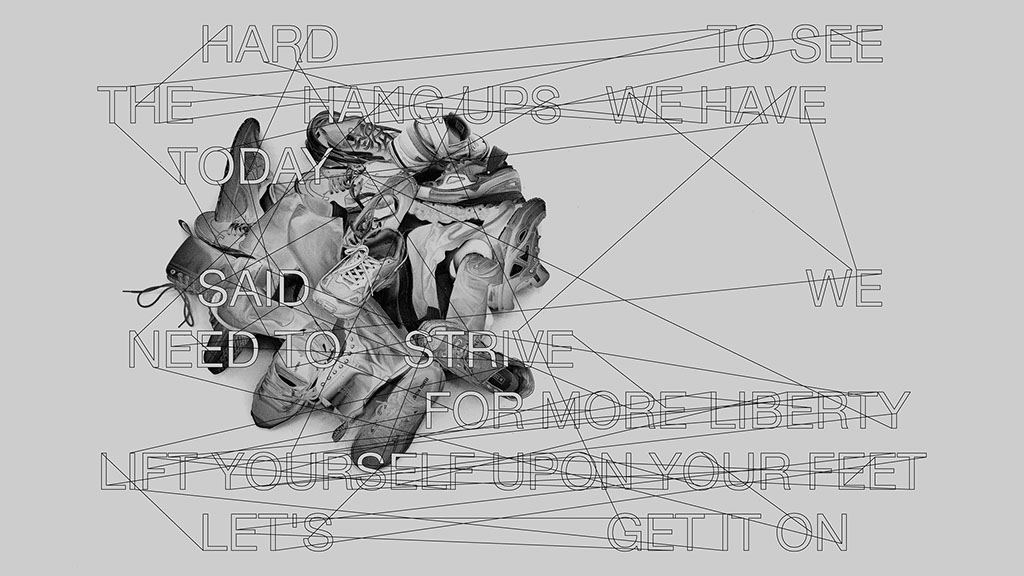 HARD TO SEE
THE HANG UPS WE HAVE
TODAY
SAID WE
NEED TO STRIVE
FOR MORE LIBERTY
LIFT YOURSELF UPON YOUR FEET
LET'S GET IT ON